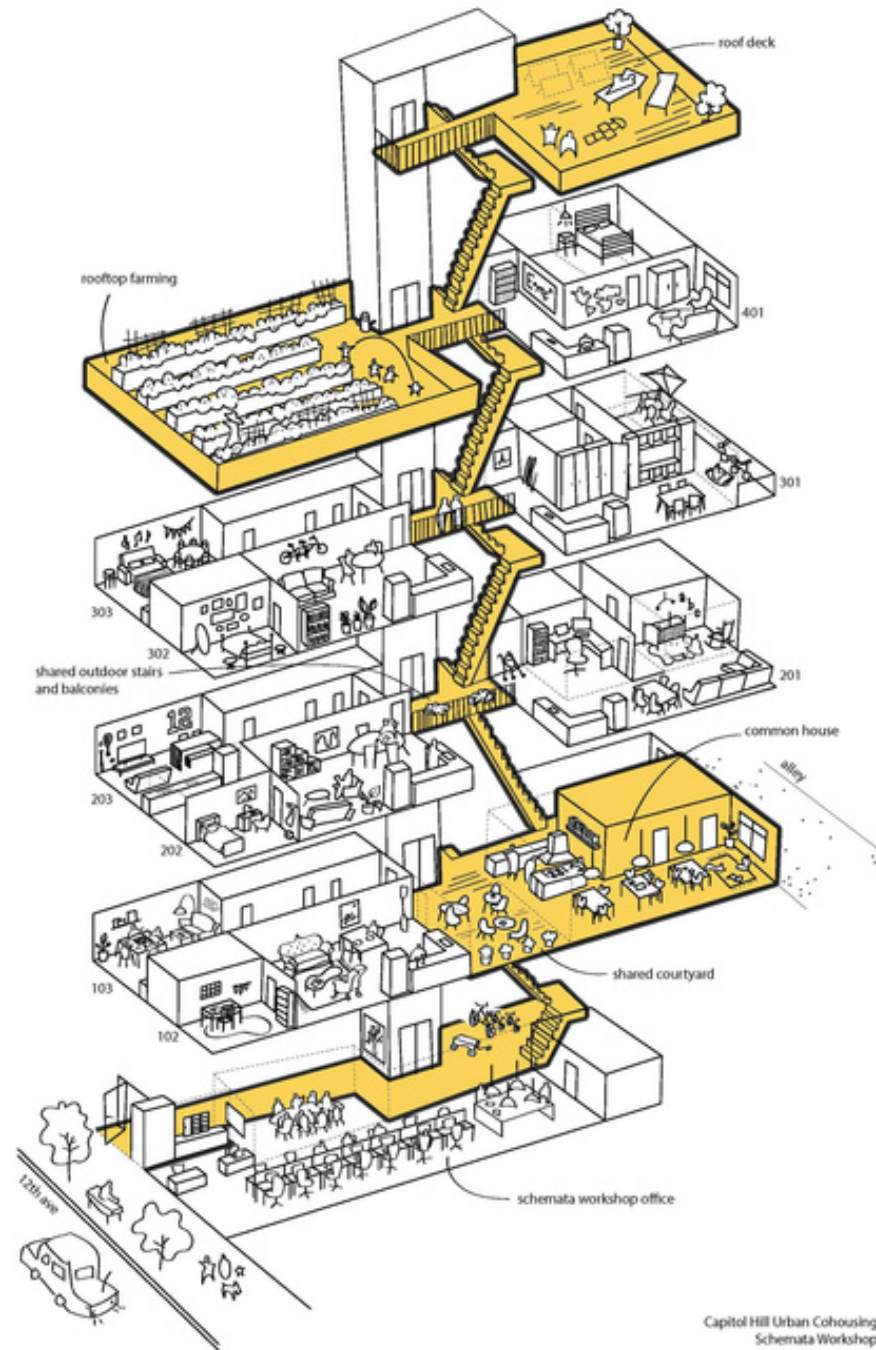 roof deck
rooftop farming
401
301
303
302
shared outdoor stairs
and balconies
201
common house
alley
203
202
shared courtyard
103
102
schemata workshop office
12th ave
Capitol Hill Urban Cohousing
Schemata Workshop